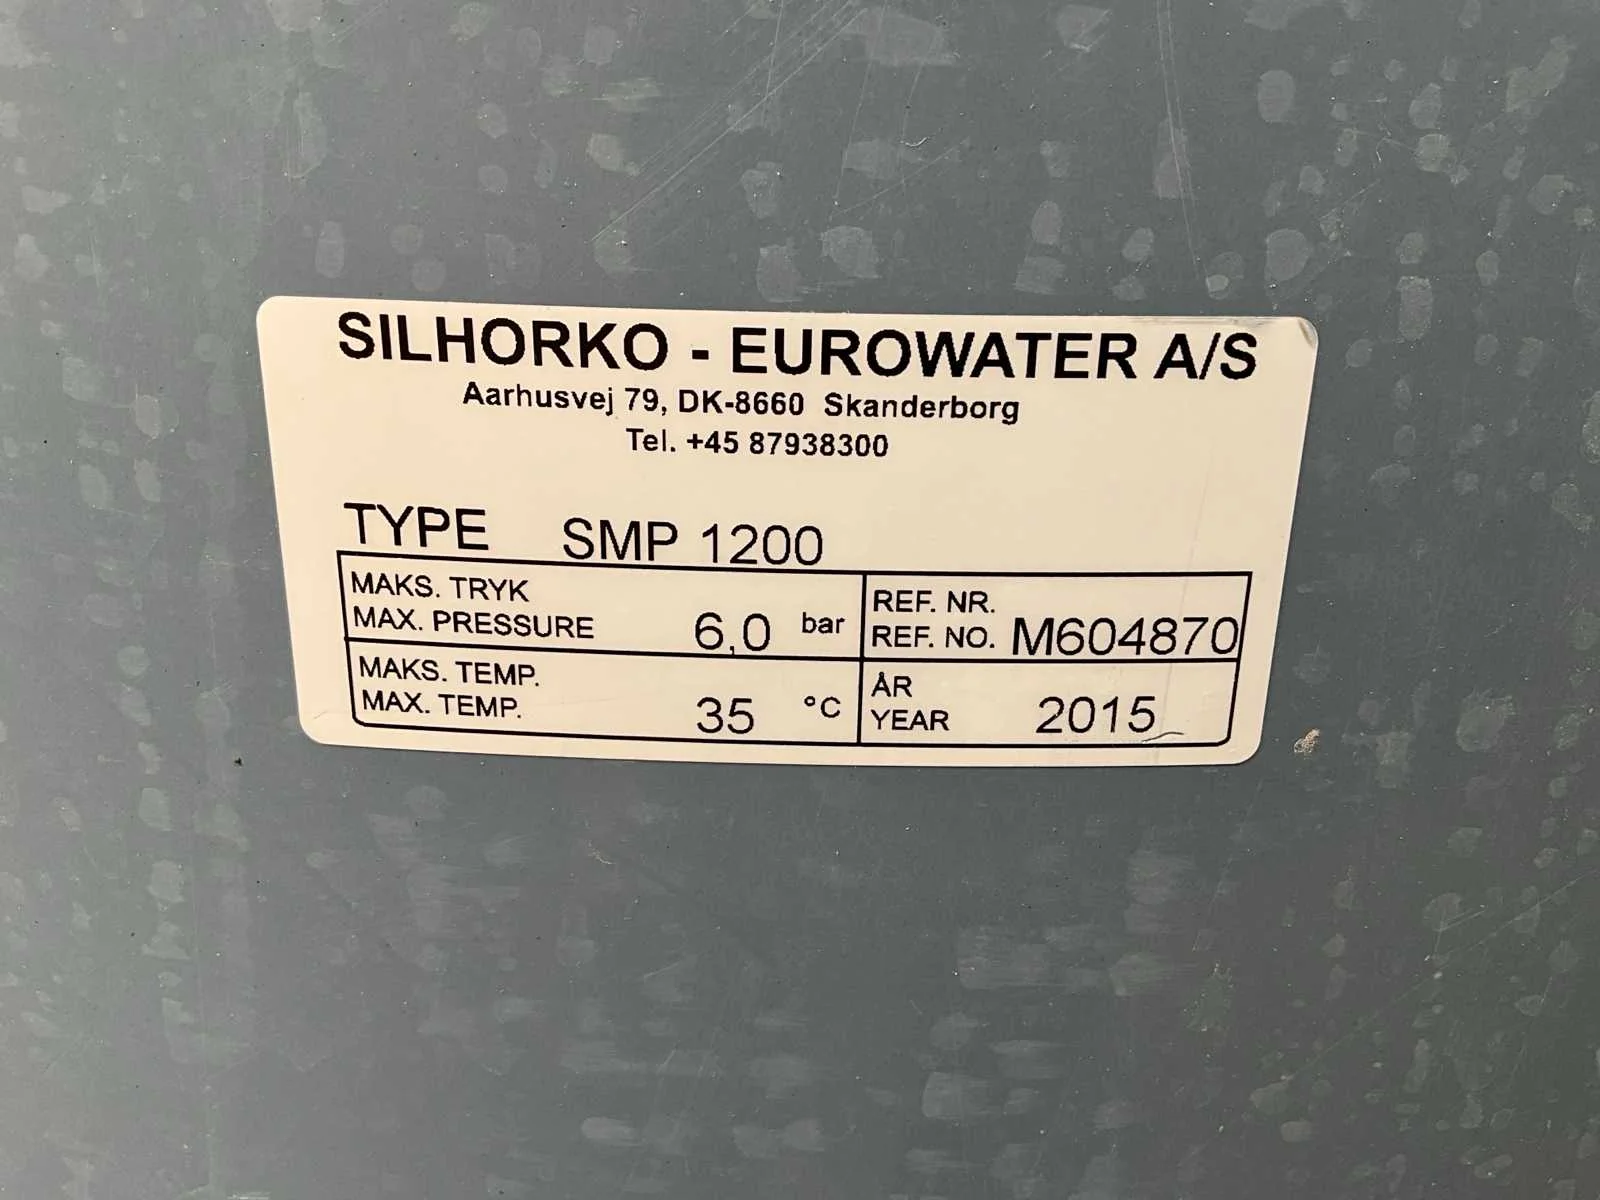 SILHORKO - EUROWATER A/S
Aarhusvej 79, DK-8660 Skanderborg
Tel. +45 87938300
TYPE SMP 1200
MAKS. TRYK
MAX. PRESSURE 6,0 bar
REF. NR.
REF. NO. M604870
MAKS. TEMP.
MAX. TEMP. 35 °C
ÅR
YEAR 2015